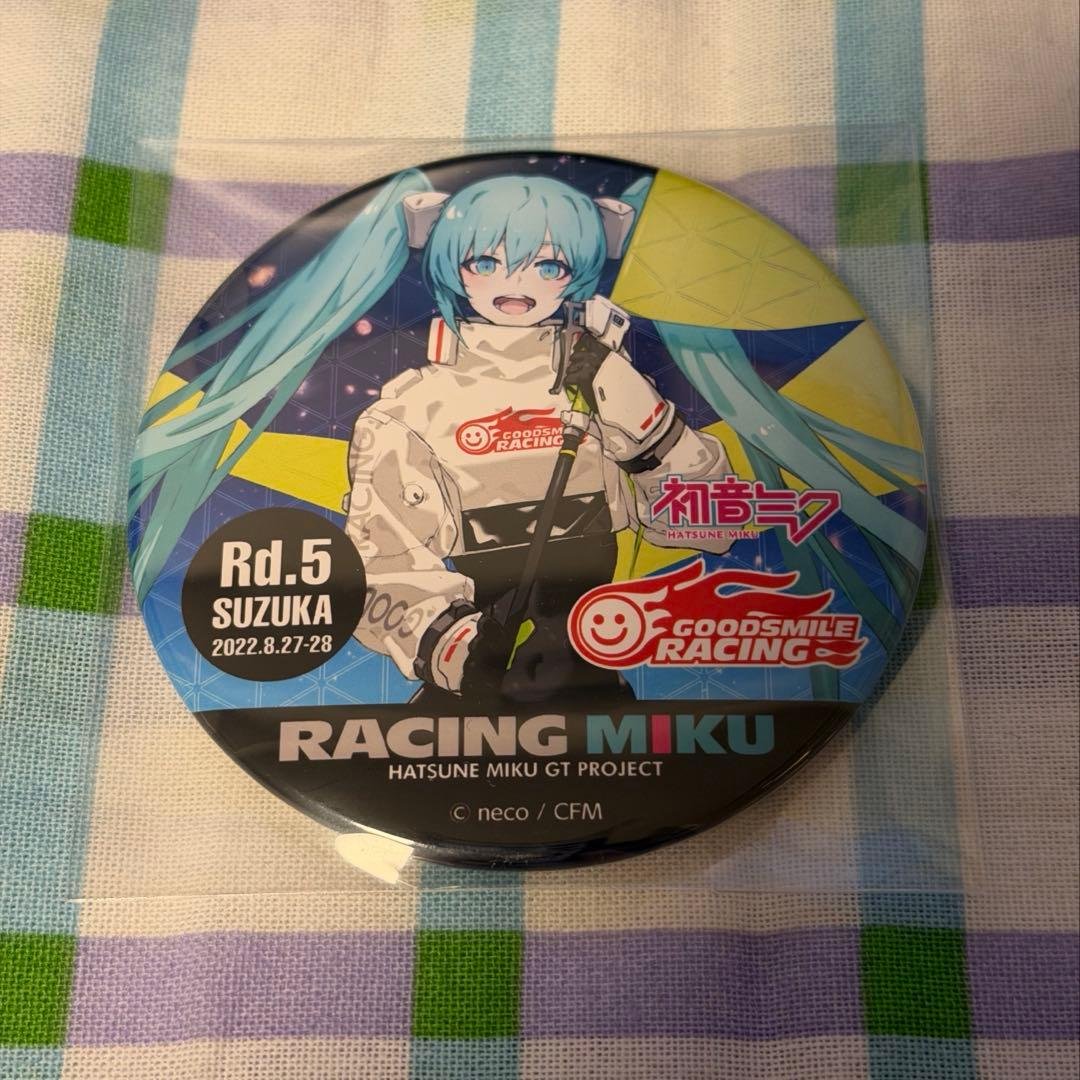 GOODSM
RACING
初音ミク
HATSUNE MIKU
Rd.5
SUZUKA
2022.8.27-28
GOODSMILE
RACING
RACING MIKU
HATSUNE MIKU GT PROJECT
© neco / CFM